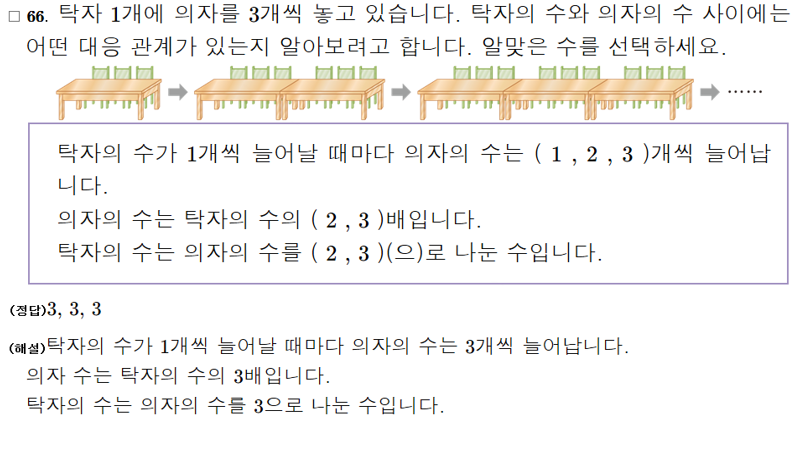 □ 66. 탁자 1개에 의자를 3개씩 놓고 있습니다. 탁자의 수와 의자의 수 사이에는
어떤 대응 관계가 있는지 알아보려고 합니다. 알맞은 수를 선택하세요.
······
탁자의 수가 1개씩 늘어날 때마다 의자의 수는 ( 1 , 2 , 3 )개씩 늘어납
니다.
의자의 수는 탁자의 수의 ( 2 , 3 )배입니다.
탁자의 수는 의자의 수를 ( 2 , 3 )(으)로 나눈 수입니다.
(정답)3, 3, 3
(해설)탁자의 수가 1개씩 늘어날 때마다 의자의 수는 3개씩 늘어납니다.
의자 수는 탁자의 수의 3배입니다.
탁자의 수는 의자의 수를 3으로 나눈 수입니다.